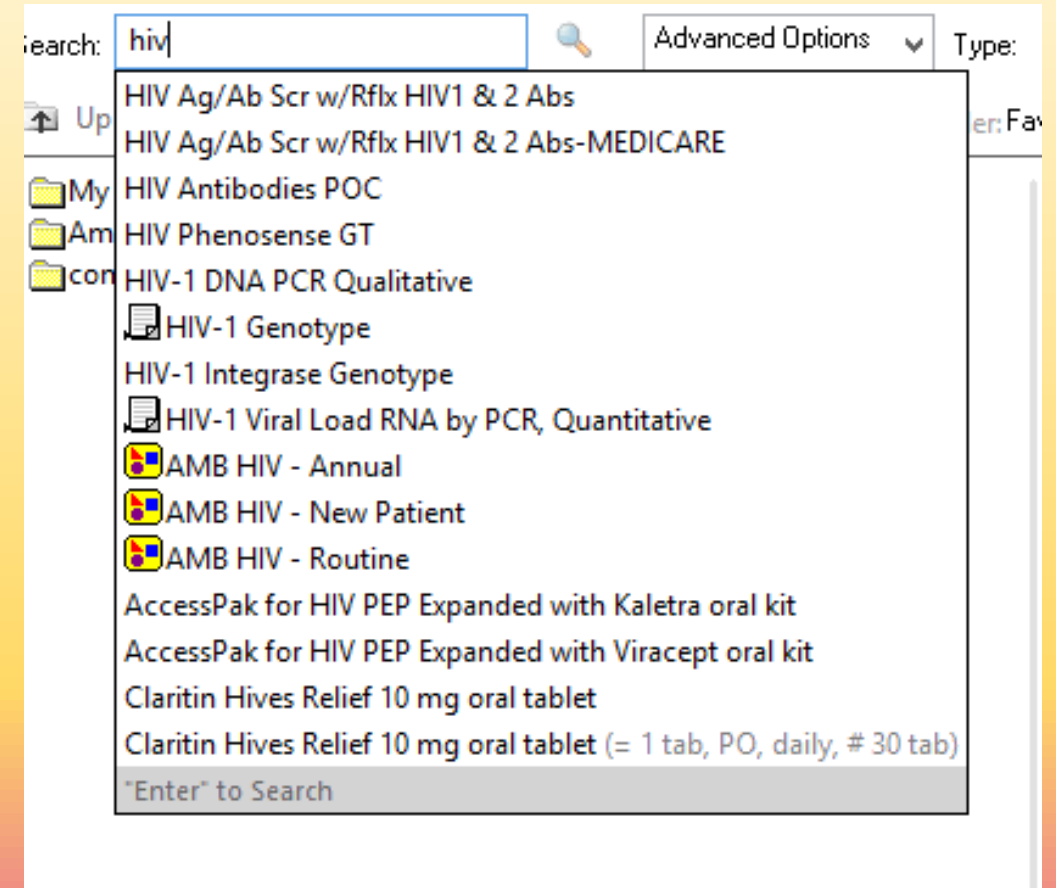 Search: hiv Advanced Options Type:
Up
HIV Ag/Ab Scr w/Rflx HIV1 & 2 Abs
HIV Ag/Ab Scr w/Rflx HIV1 & 2 Abs-MEDICARE
My HIV Antibodies POC
Am HIV Phenosense GT
con HIV-1 DNA PCR Qualitative
HIV-1 Genotype
HIV-1 Integrase Genotype
HIV-1 Viral Load RNA by PCR, Quantitative
AMB HIV - Annual
AMB HIV - New Patient
AMB HIV - Routine
AccessPak for HIV PEP Expanded with Kaletra oral kit
AccessPak for HIV PEP Expanded with Viracept oral kit
Claritin Hives Relief 10 mg oral tablet
Claritin Hives Relief 10 mg oral tablet (= 1 tab, PO, daily, # 30 tab)
"Enter" to Search